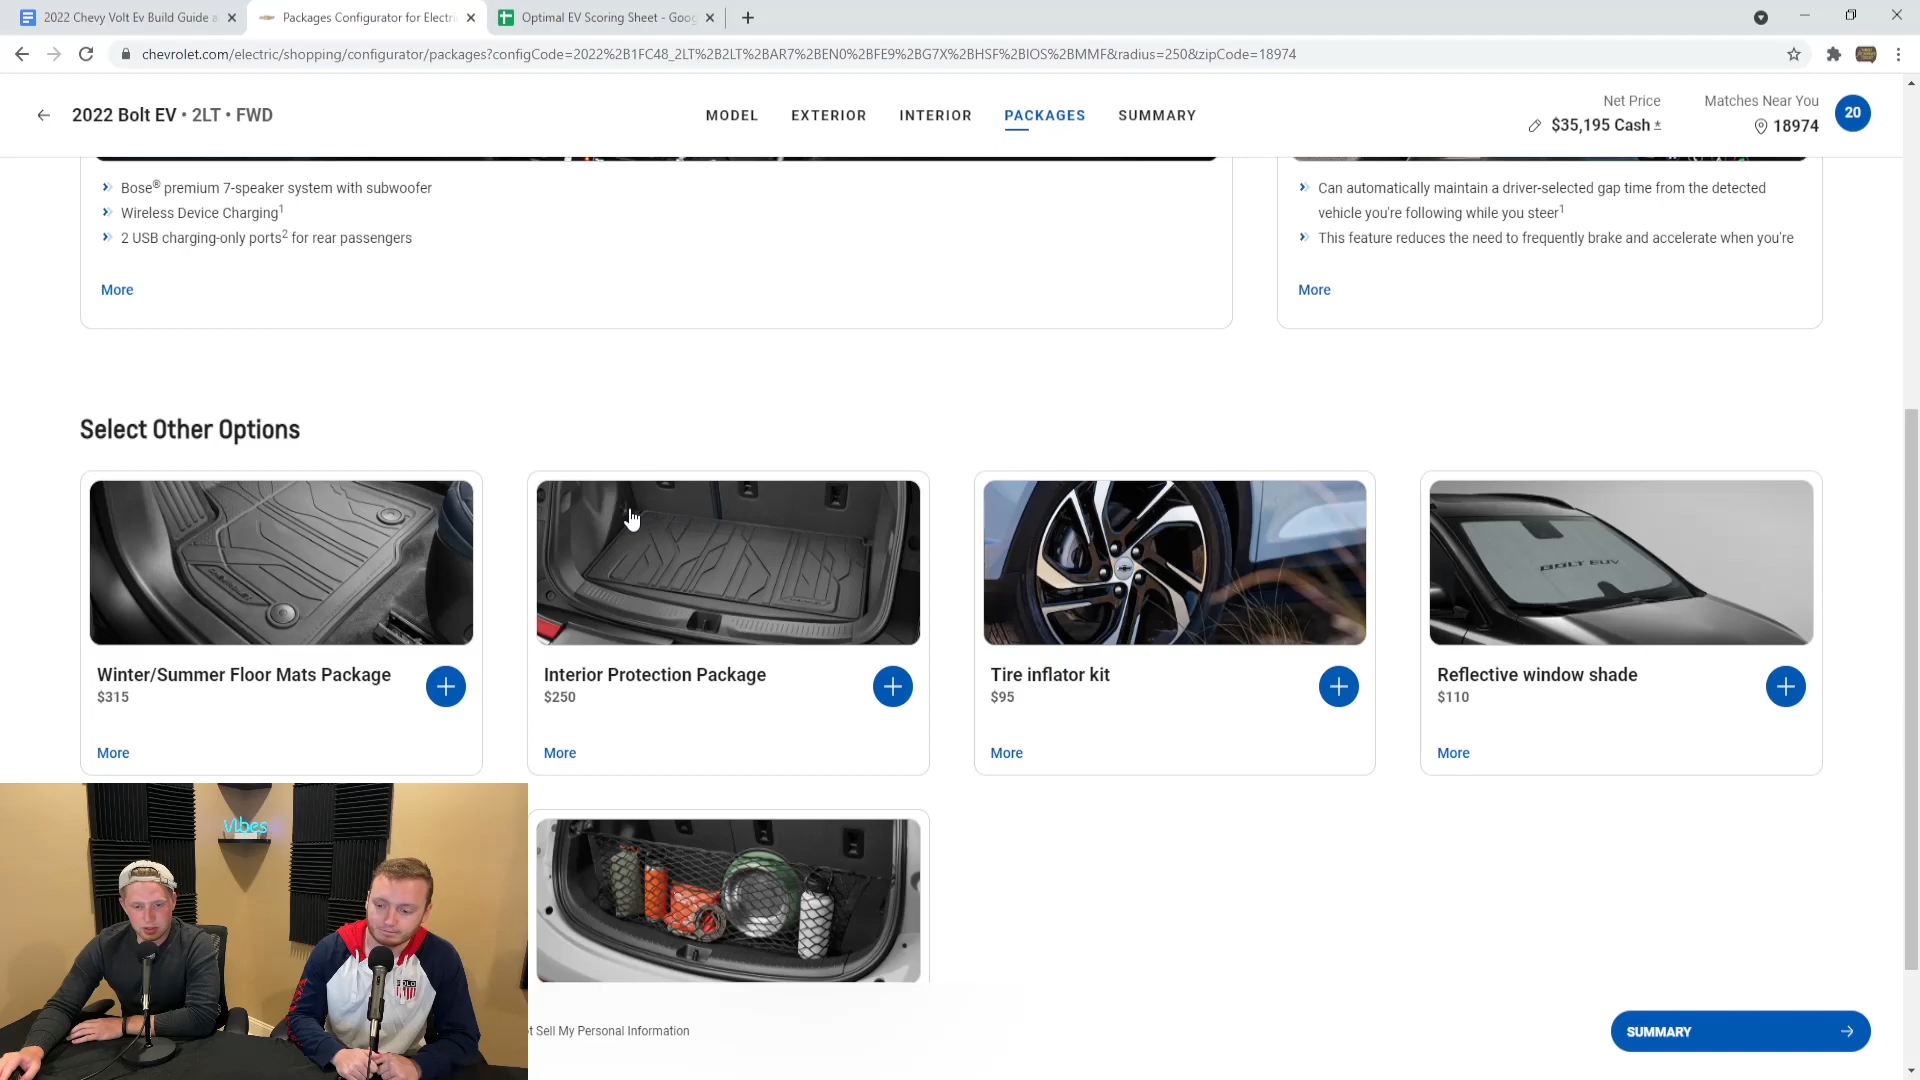 2022 Chevy Volt Ev Build Guide a
Packages Configurator for Electri
Optimal EV Scoring Sheet - Goog
chevrolet.com/electric/shopping/configurator/packages?configCode=2022%2B1FC48_2LT%2B2LT%2BAR7%2BEN0%2BFE9%2BG7X%2BHSF%2BIOS%2BMMF&radius=250&zipCode=18974
2022 Bolt EV • 2LT • FWD
MODEL EXTERIOR INTERIOR PACKAGES SUMMARY
Net Price
$35,195 Cash ±
Matches Near You
18974
20
Bose® premium 7-speaker system with subwoofer
Wireless Device Charging1
2 USB charging-only ports2 for rear passengers
More
Can automatically maintain a driver-selected gap time from the detected
vehicle you're following while you steer1
This feature reduces the need to frequently brake and accelerate when you're
More
Select Other Options
BOLT EUV
Winter/Summer Floor Mats Package
$315
More
Interior Protection Package
$250
More
Tire inflator kit
$95
More
Reflective window shade
$110
More
Vibes
POLO
t Sell My Personal Information
SUMMARY